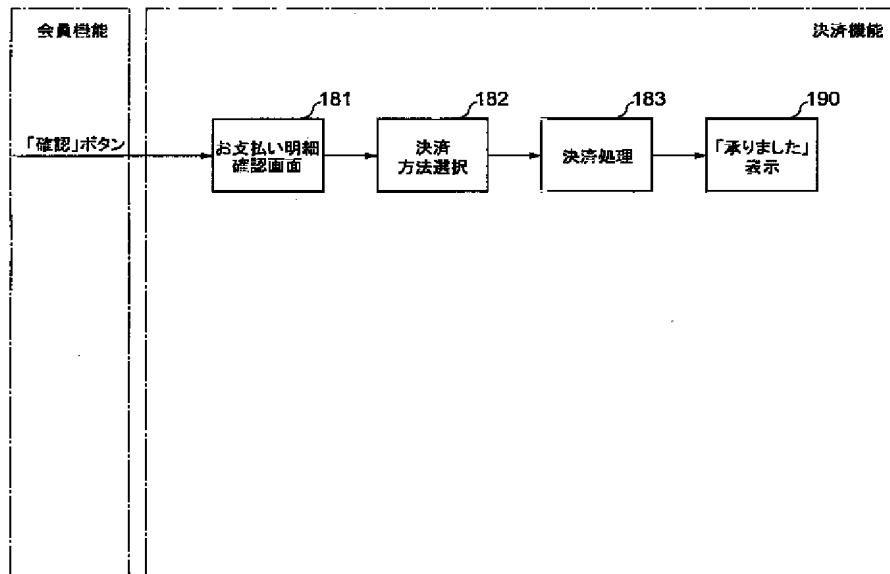 会員機能
決済機能
181
182
183
190
「確認」ボタン
お支払い明細
確認画面
決済
方法選択
決済処理
「承りました」
表示